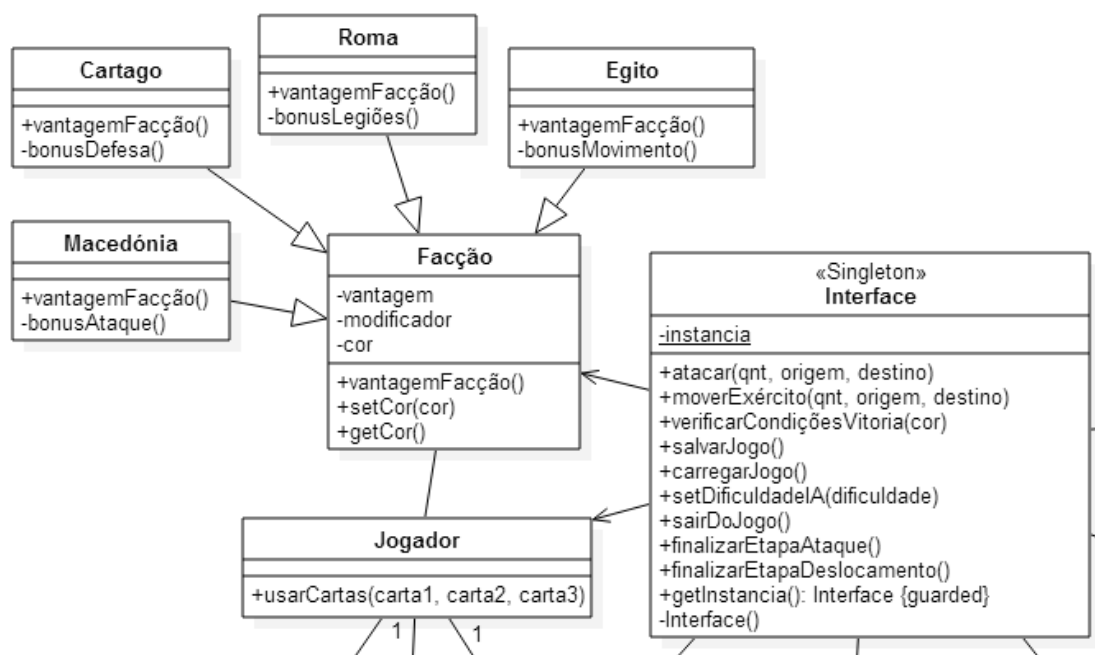 Cartago
+vantagemFacção()
-bonusDefesa()
Roma
+vantagemFacção()
-bonusLegiões()
Egito
+vantagemFacção()
-bonusMovimento()
Macedónia
+vantagemFacção()
-bonusAtaque()
Facção
-vantagem
-modificador
-cor
+vantagemFacção()
+setCor(cor)
+getCor()
«Singleton»
Interface
-instancia
+atacar(qnt, origem, destino)
+moverExército(qnt, origem, destino)
+verificarCondiçõesVitoria(cor)
+salvarJogo()
+carregarJogo()
+setDificuldadeIA(dificuldade)
+sairDoJogo()
+finalizarEtapaAtaque()
+finalizarEtapaDeslocamento()
+getInstancia(): Interface {guarded}
-Interface()
Jogador
+usarCartas(carta1, carta2, carta3)
1
1